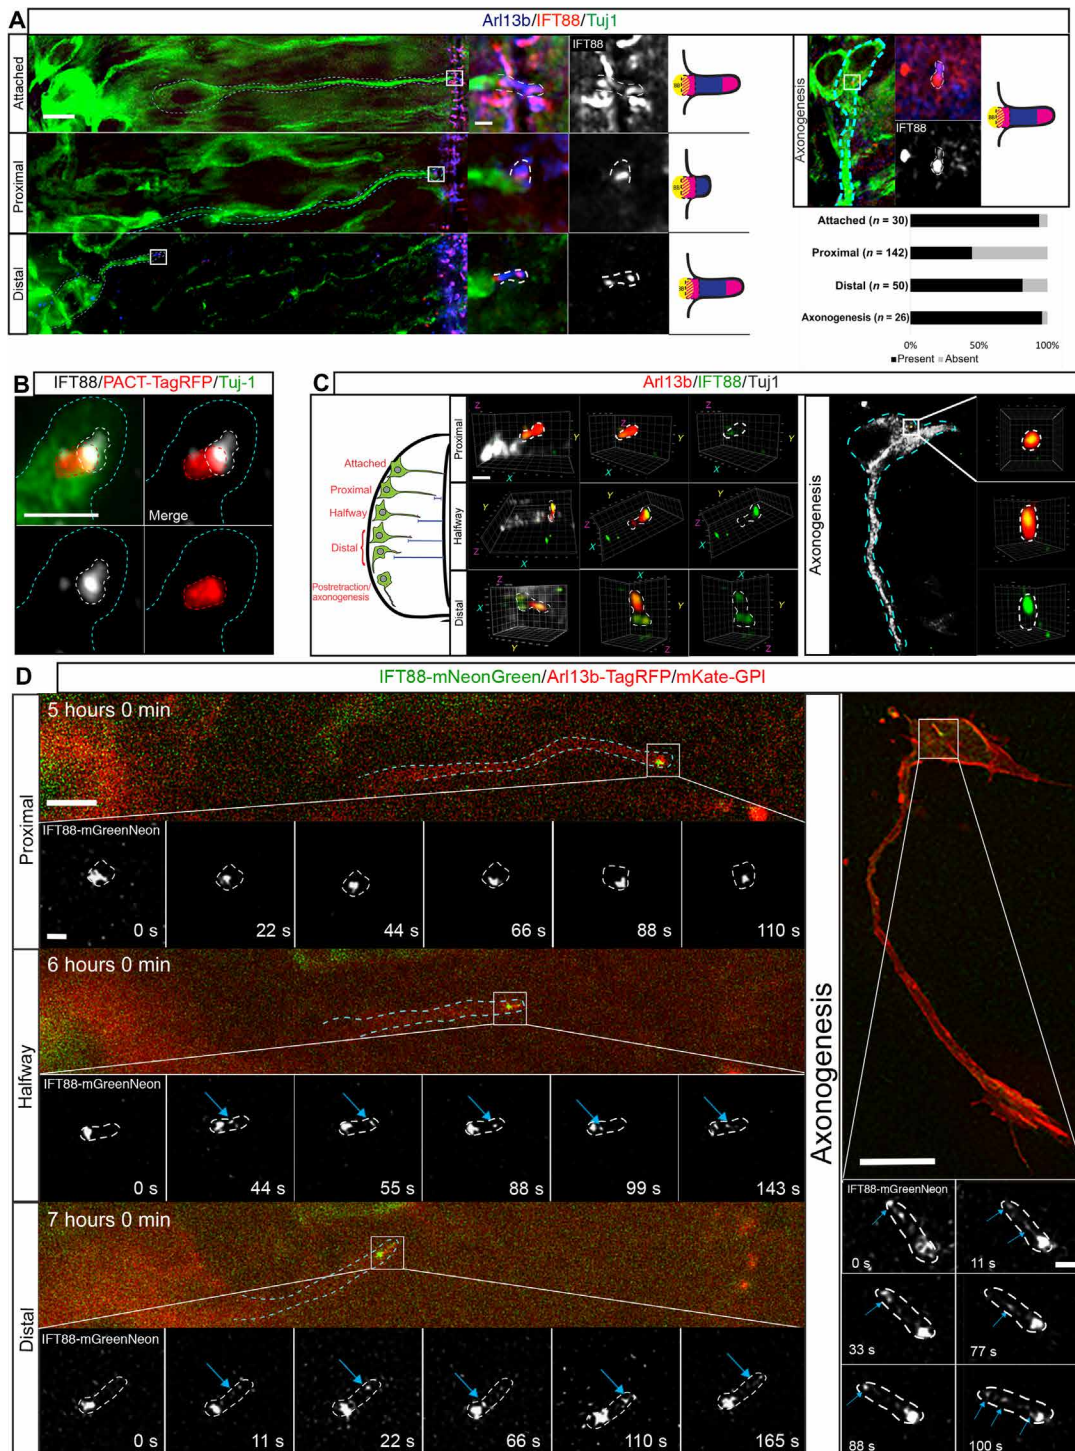 A
Arl13b/IFT88/Tuj1
Attached
IFT88
Proximal
Distal
Axonogenesis
IFT88
Attached (n = 30)
Proximal (n = 142)
Distal (n = 50)
Axonogenesis (n = 26)
0% 50% 100%
■Present ■Absent
B
IFT88/PACT-TagRFP/Tuj-1
Merge
C
Arl13b/IFT88/Tuj1
Attached
Proximal
Halfway
Distal
Postretraction/
axonogenesis
Proximal
Z Y X
Z Y X
Z Y X
Halfway
Z Y X
Z Y X
Z Y X
Distal
X Z Y
Y Z
Y Z
Axonogenesis
D
IFT88-mNeonGreen/Arl13b-TagRFP/mKate-GPI
Proximal
5 hours 0 min
IFT88-mGreenNeon
0 s 22 s 44 s 66 s 88 s 110 s
Halfway
6 hours 0 min
IFT88-mGreenNeon
0 s 44 s 55 s 88 s 99 s 143 s
Distal
7 hours 0 min
IFT88-mGreenNeon
0 s 11 s 22 s 66 s 110 s 165 s
Axonogenesis
IFT88-mGreenNeon
0 s 11 s
33 s 77 s
88 s 100 s